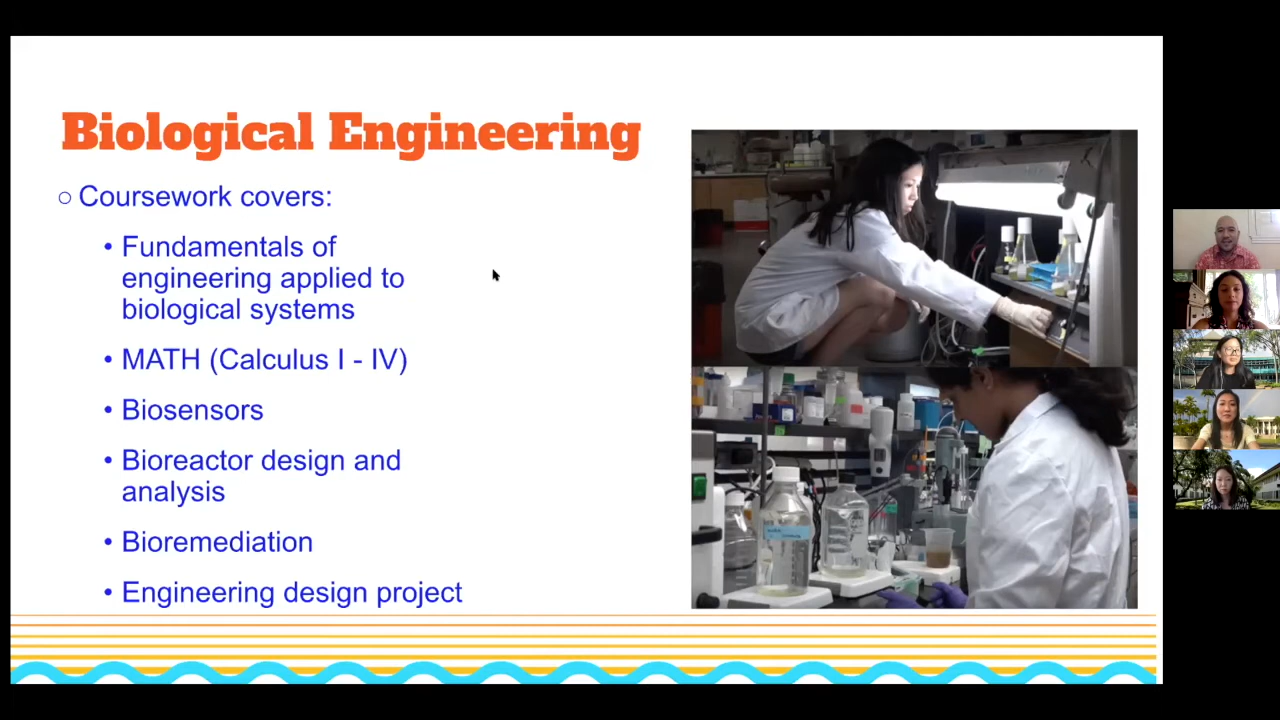 Biological Engineering
○ Coursework covers:
• Fundamentals of
engineering applied to
biological systems
• MATH (Calculus I - IV)
• Biosensors
• Bioreactor design and
analysis
• Bioremediation
• Engineering design project